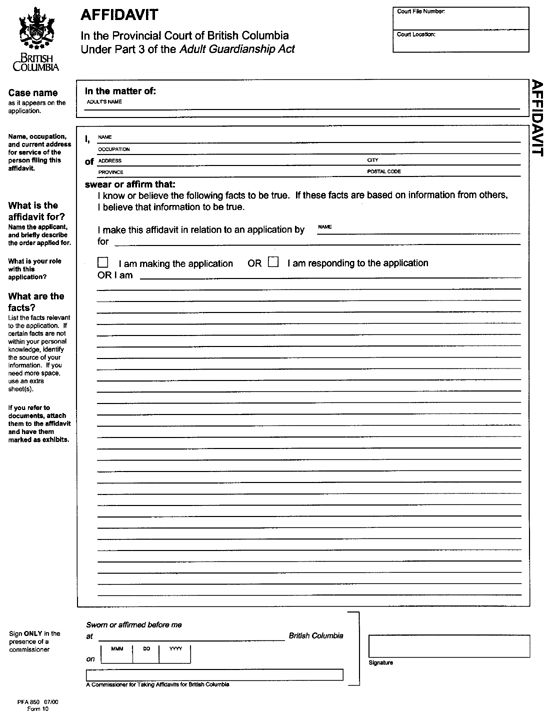 BRITISH
COLUMBIA
AFFIDAVIT
In the Provincial Court of British Columbia
Under Part 3 of the Adult Guardianship Act
Court File Number:
Court Location:
Case name
as it appears on the
application.
In the matter of:
ADULT'S NAME
AFFIDAVIT
Name, occupation,
and current address
for service of the
person filing this
affidavit.
I, NAME
OCCUPATION
of ADDRESS CITY
PROVINCE POSTAL CODE
swear or affirm that:
I know or believe the following facts to be true. If these facts are based on information from others,
I believe that information to be true.
What is the
affidavit for?
Name the applicant,
and briefly describe
the order applied for.
I make this affidavit in relation to an application by NAME
for
What is your role
with this
application?
I am making the application OR I am responding to the application
OR I am
What are the
facts?
List the facts relevant
to the application. If
certain facts are not
within your personal
knowledge, identify
the source of your
information. If you
need more space,
use an extra
sheet(s).
If you refer to
documents, attach
them to the affidavit
and have them
marked as exhibits.
Sign ONLY in the
presence of a
commissioner
Sworn or affirmed before me
at British Columbia
on MMM DD YYYY
A Commissioner for Taking Affidavits for British Columbia
Signature
PFA 850 07/00
Form 10